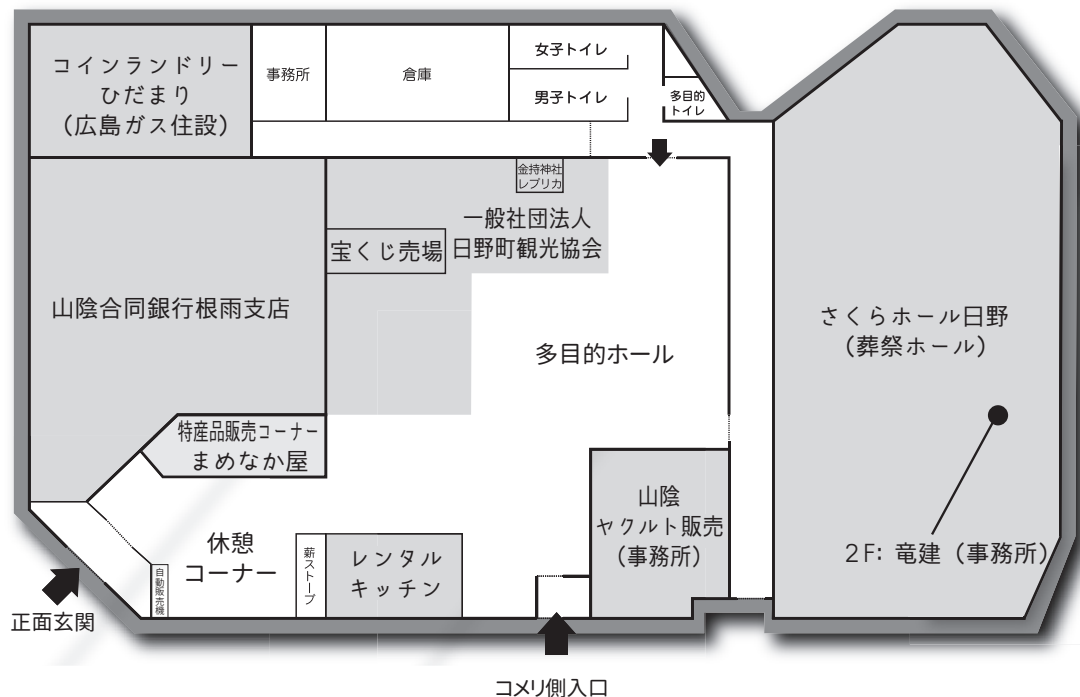 コインランドリー
ひだまり
（広島ガス住設）
事務所
倉庫
女子トイレ
男子トイレ
多目的
トイレ
金持神社
レプリカ
一般社団法人
日野町観光協会
宝くじ売場
山陰合同銀行根雨支店
多目的ホール
さくらホール日野
（葬祭ホール）
特産品販売コーナー
まめなか屋
山陰
ヤクルト販売
（事務所）
休憩
コーナー
薪ストーブ
レンタル
キッチン
2F: 竜建（事務所）
自動販売機
正面玄関
コメリ側入口